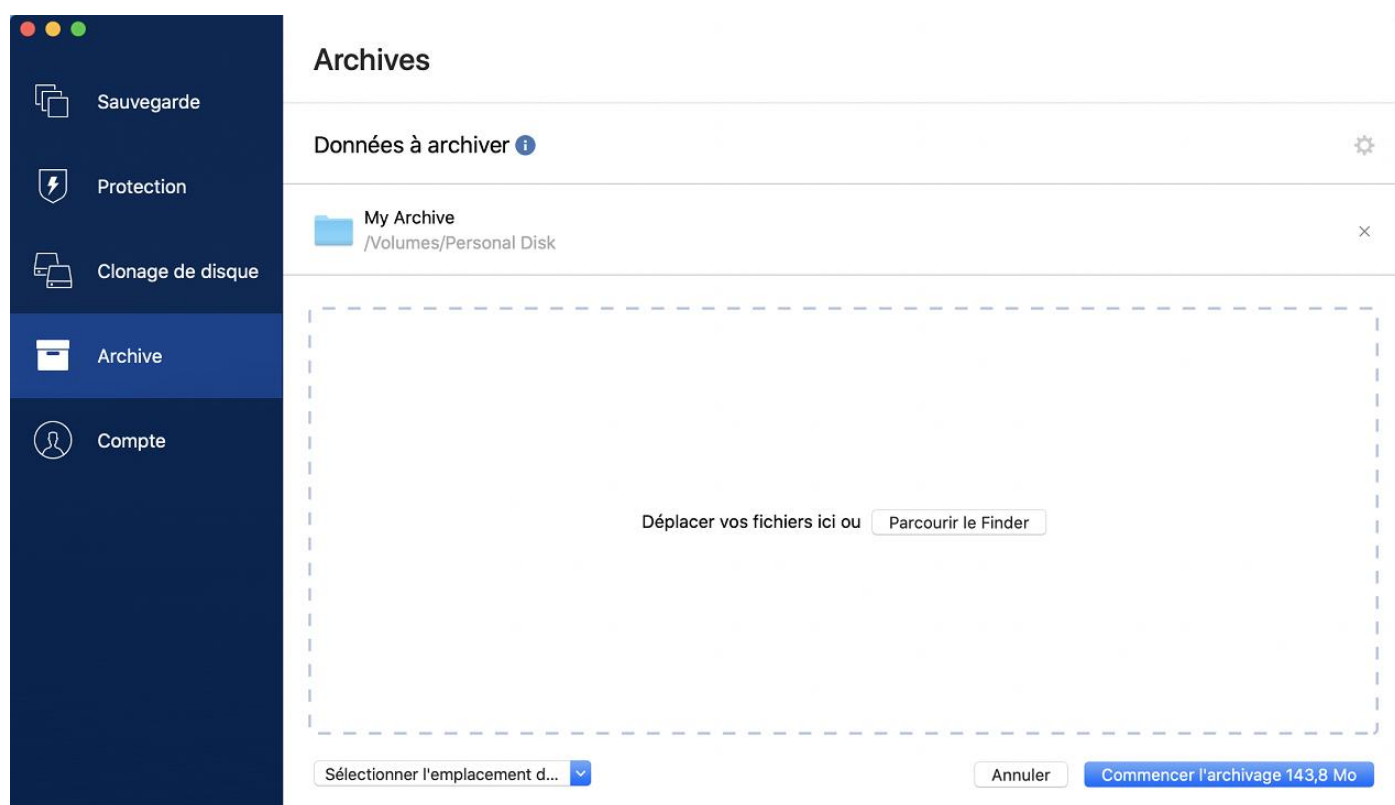 Archives
Sauvegarde
Données à archiver
Protection
My Archive
/Volumes/Personal Disk
Clonage de disque
Archive
Compte
Déplacer vos fichiers ici ou Parcourir le Finder
Sélectionner l'emplacement d... Annuler Commencer l'archivage 143,8 Mo